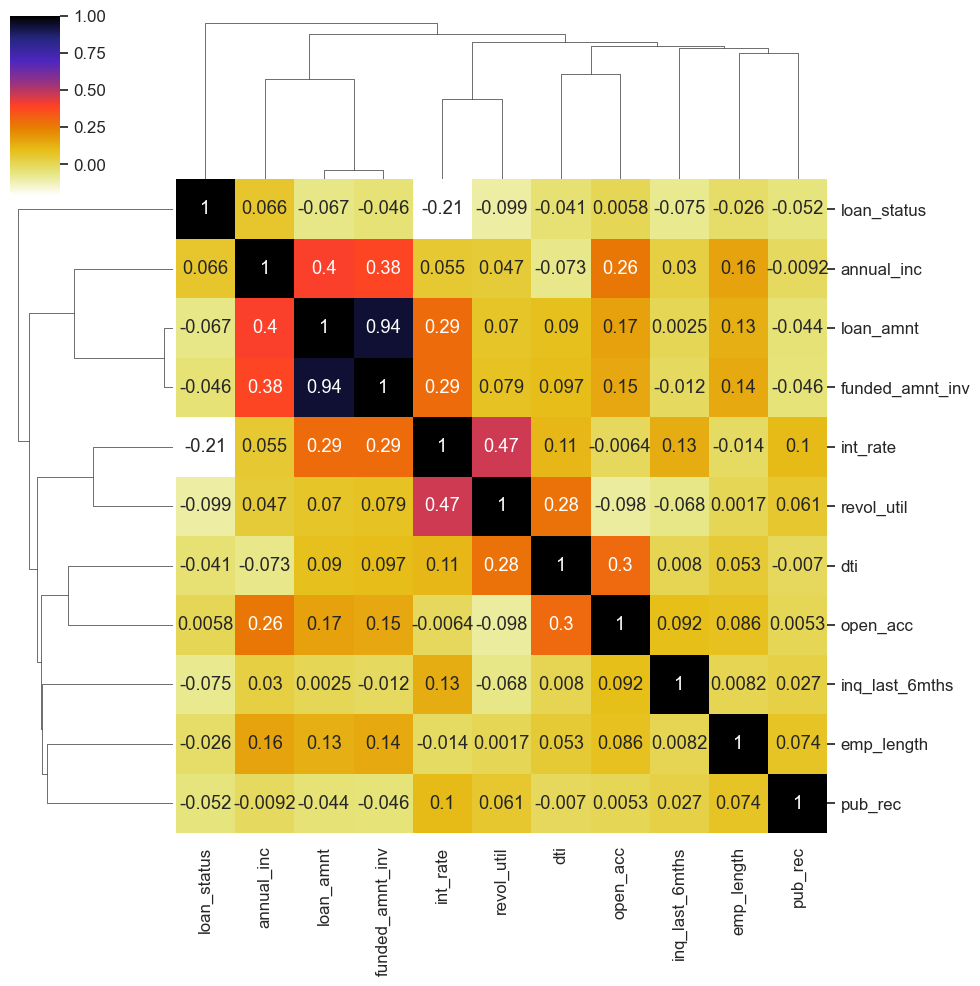 1.00
0.75
0.50
0.25
0.00
1 0.066 -0.067 -0.046 -0.21 -0.099 -0.041 0.0058 -0.075 -0.026 -0.052 loan_status
0.066 1 0.4 0.38 0.055 0.047 -0.073 0.26 0.03 0.16 -0.0092 annual_inc
-0.067 0.4 1 0.94 0.29 0.07 0.09 0.17 0.0025 0.13 -0.044 loan_amnt
-0.046 0.38 0.94 1 0.29 0.079 0.097 0.15 -0.012 0.14 -0.046 funded_amnt_inv
-0.21 0.055 0.29 0.29 1 0.47 0.11 -0.0064 0.13 -0.014 0.1 int_rate
-0.099 0.047 0.07 0.079 0.47 1 0.28 -0.098 -0.068 0.0017 0.061 revol_util
-0.041 -0.073 0.09 0.097 0.11 0.28 1 0.3 0.008 0.053 -0.007 dti
0.0058 0.26 0.17 0.15 -0.0064 -0.098 0.3 1 0.092 0.086 0.0053 open_acc
-0.075 0.03 0.0025 -0.012 0.13 -0.068 0.008 0.092 1 0.0082 0.027 inq_last_6mths
-0.026 0.16 0.13 0.14 -0.014 0.0017 0.053 0.086 0.0082 1 0.074 emp_length
-0.052 -0.0092 -0.044 -0.046 0.1 0.061 -0.007 0.0053 0.027 0.074 1 pub_rec
loan_status
annual_inc
loan_amnt
funded_amnt_inv
int_rate
revol_util
dti
open_acc
inq_last_6mths
emp_length
pub_rec